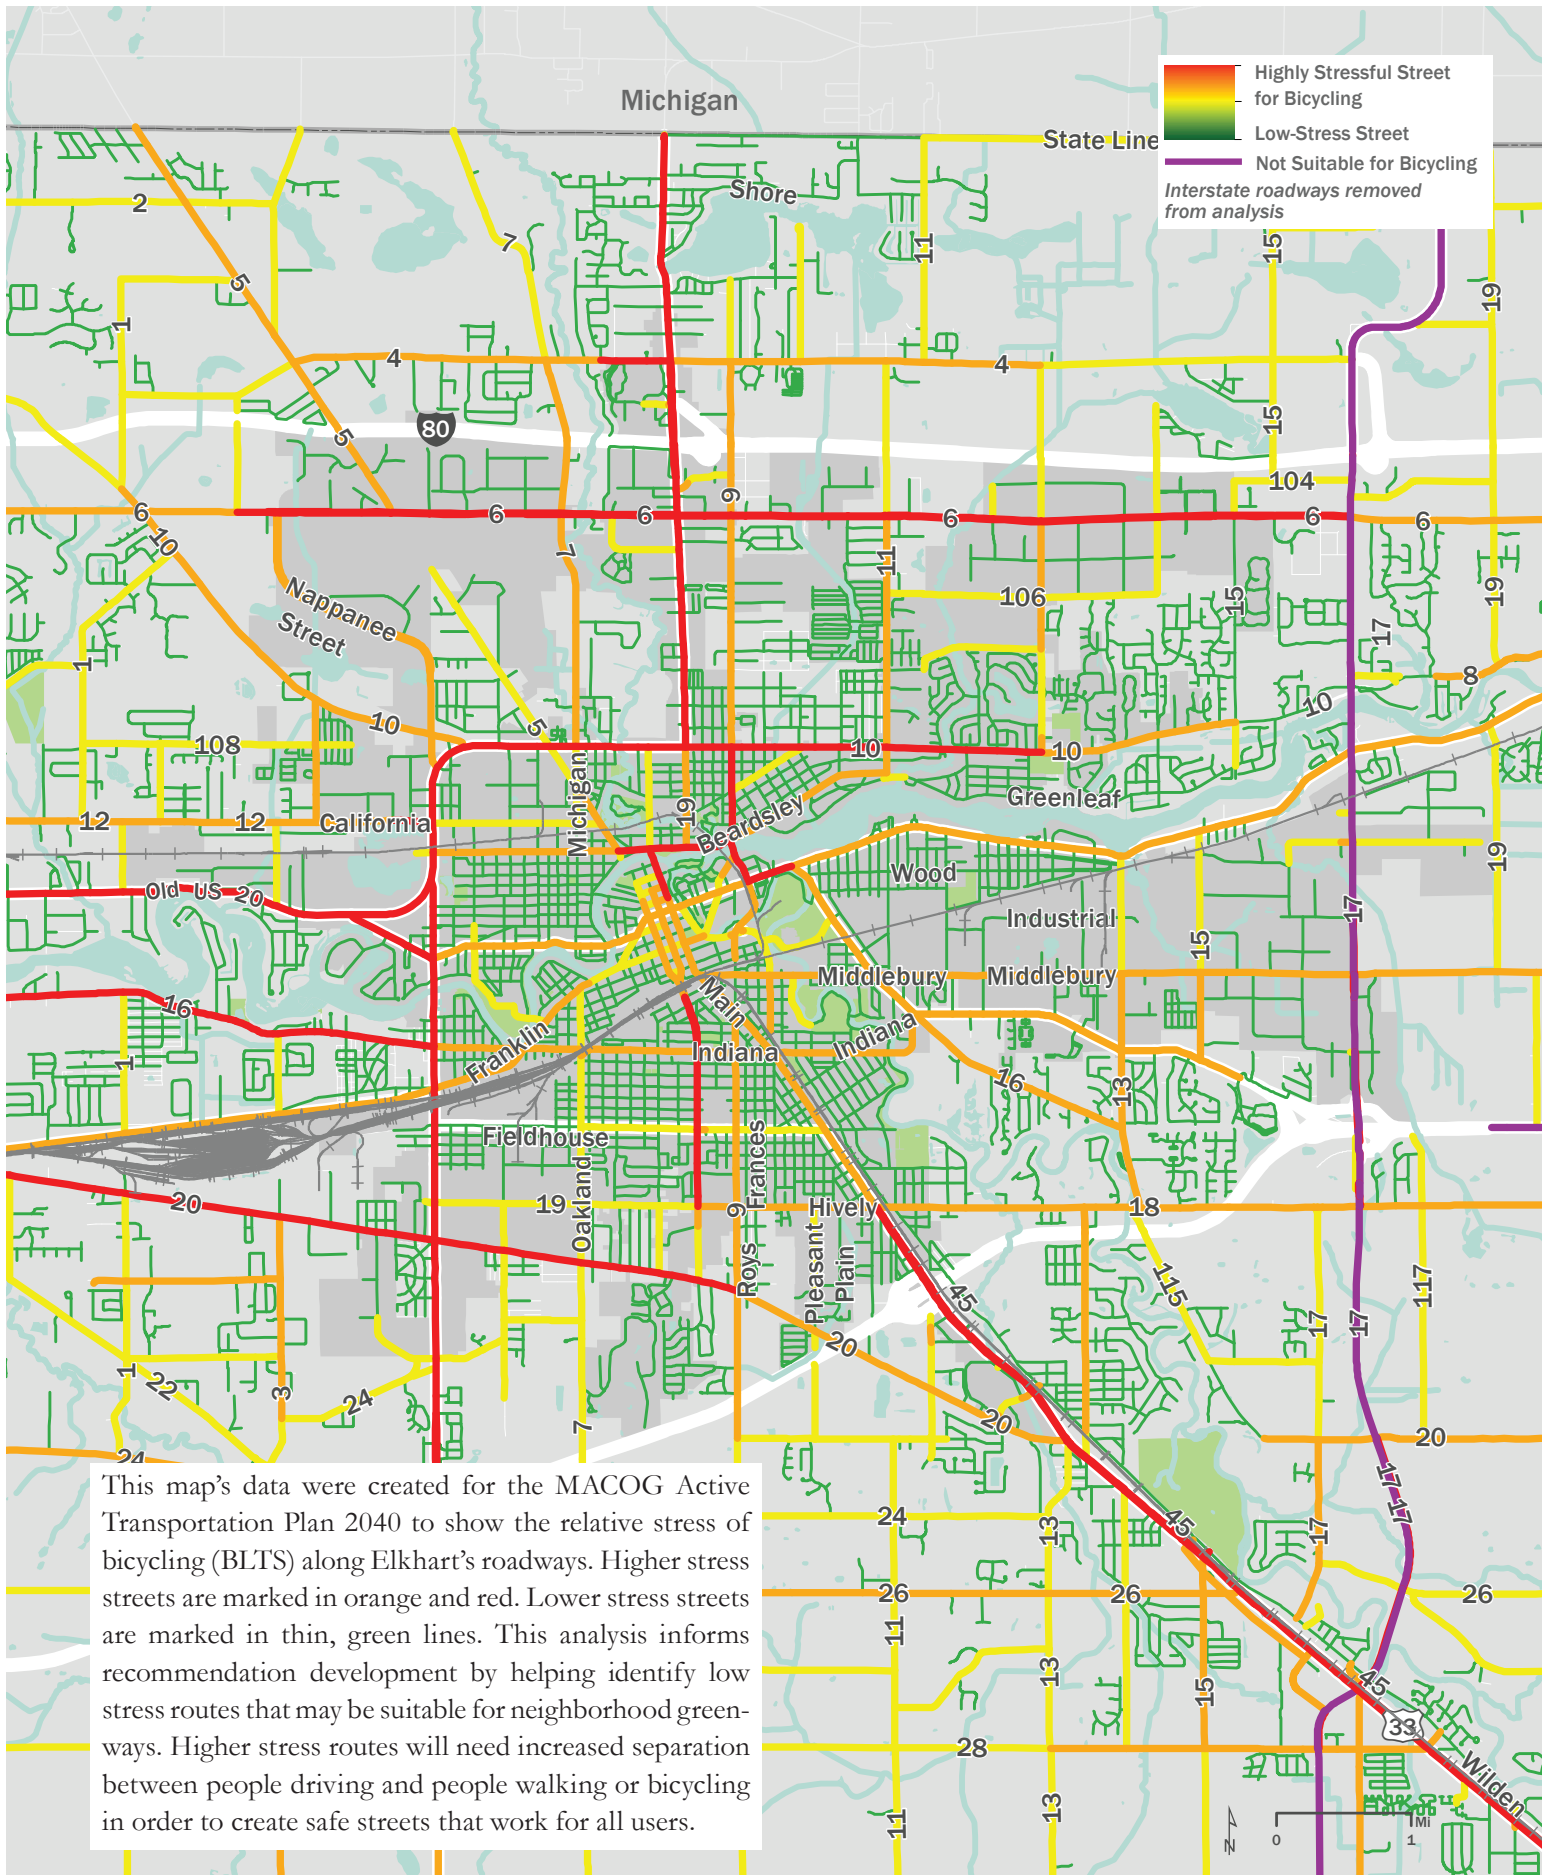 Michigan
Highly Stressful Street
for Bicycling
Low-Stress Street
Not Suitable for Bicycling
Interstate roadways removed
from analysis
State Line
Shore
2
7
11
15
5
19
1
4
4
5
80
15
104
9
6
6
6
6
6
6
10
7
11
106
15
19
Nappanee
Street
17
1
8
10
5
10
108
10
10
Michigan
19
Greenleaf
12
12
California
Beardsley
19
Wood
Old US 20
17
Industrial
15
Middlebury
Middlebury
16
Main
Indiana
Franklin
Indiana
1
16
13
Fieldhouse
Frances
Oakland
20
19
9
Hively
18
Roys
Pleasant
Plain
45
115
117
17
17
20
1
22
3
24
20
7
20
24
17
17
This map's data were created for the MACOG Active
Transportation Plan 2040 to show the relative stress of
bicycling (BLTS) along Elkhart's roadways. Higher stress
streets are marked in orange and red. Lower stress streets
are marked in thin, green lines. This analysis informs
recommendation development by helping identify low
stress routes that may be suitable for neighborhood green-
ways. Higher stress routes will need increased separation
between people driving and people walking or bicycling
in order to create safe streets that work for all users.
24
13
45
17
26
26
26
11
13
15
45
33
28
Wilden
11
13
N
0
1
Mi